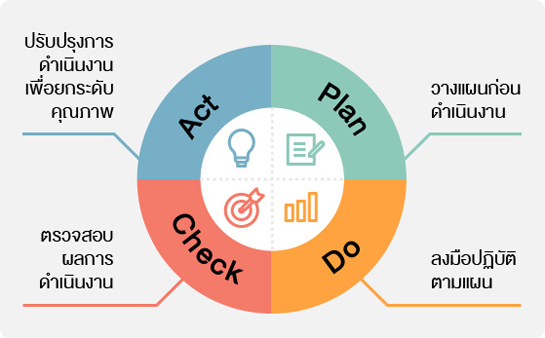 ปรับปรุงการ
ดำเนินงาน
เพื่อยกระดับ
คุณภาพ
Act
Plan
วางแผนก่อน
ดำเนินงาน
ตรวจสอบ
ผลการ
ดำเนินงาน
Check
Do
ลงมือปฏิบัติ
ตามแผน